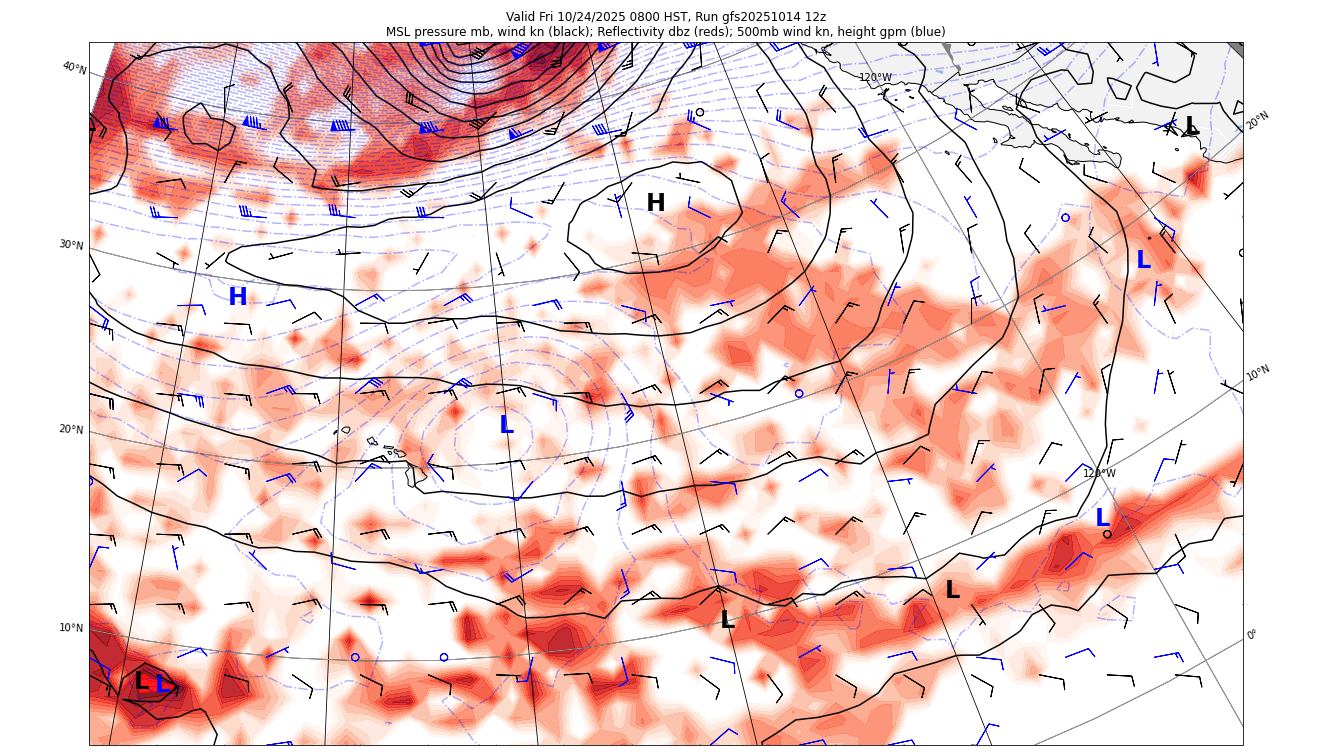 Valid Fri 10/24/2025 0800 HST, Run gfs20251014 12z
MSL pressure mb, wind kn (black); Reflectivity dbz (reds); 500mb wind kn, height gpm (blue)
40°N
120°W
L
20°N
H
30°N
L
H
10°N
20°N
L
120°W
L
L
10°N
L
0°
L
L